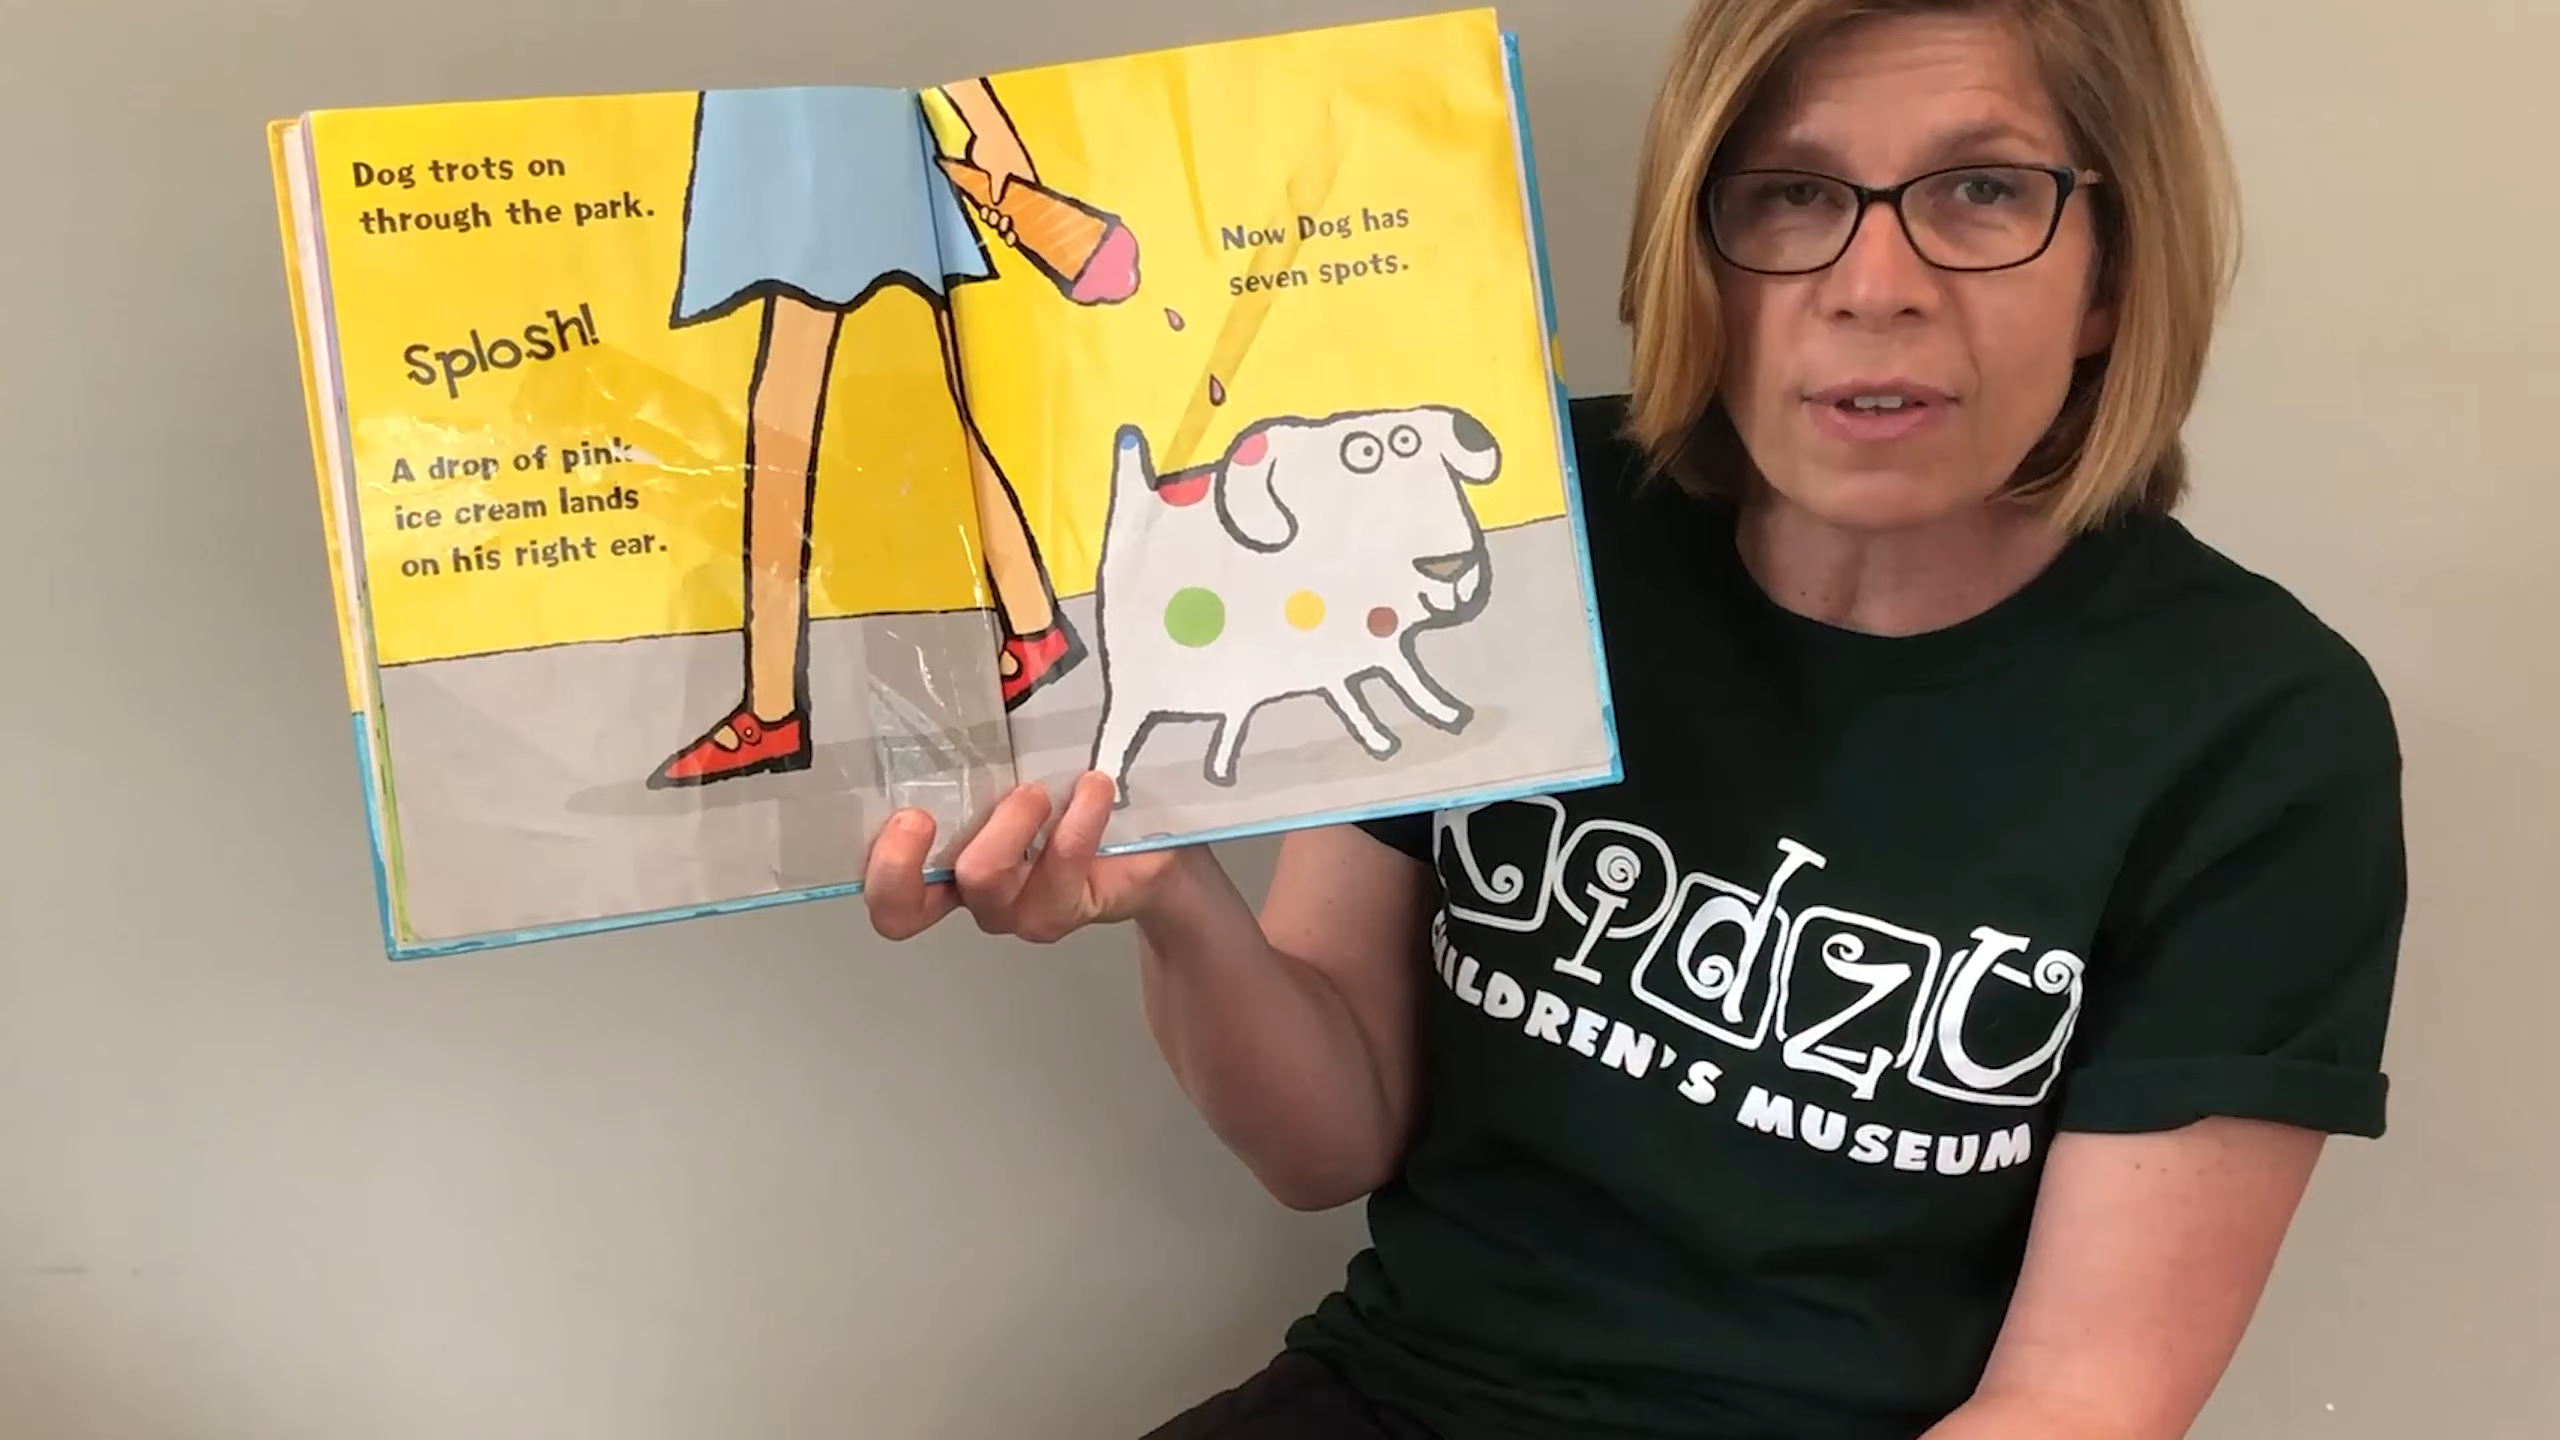 Dog trots on
through the park.
Splosh!
A drop of pink
ice cream lands
on his right ear.
Now Dog has
seven spots.
Kidzu
CHILDREN'S MUSEUM